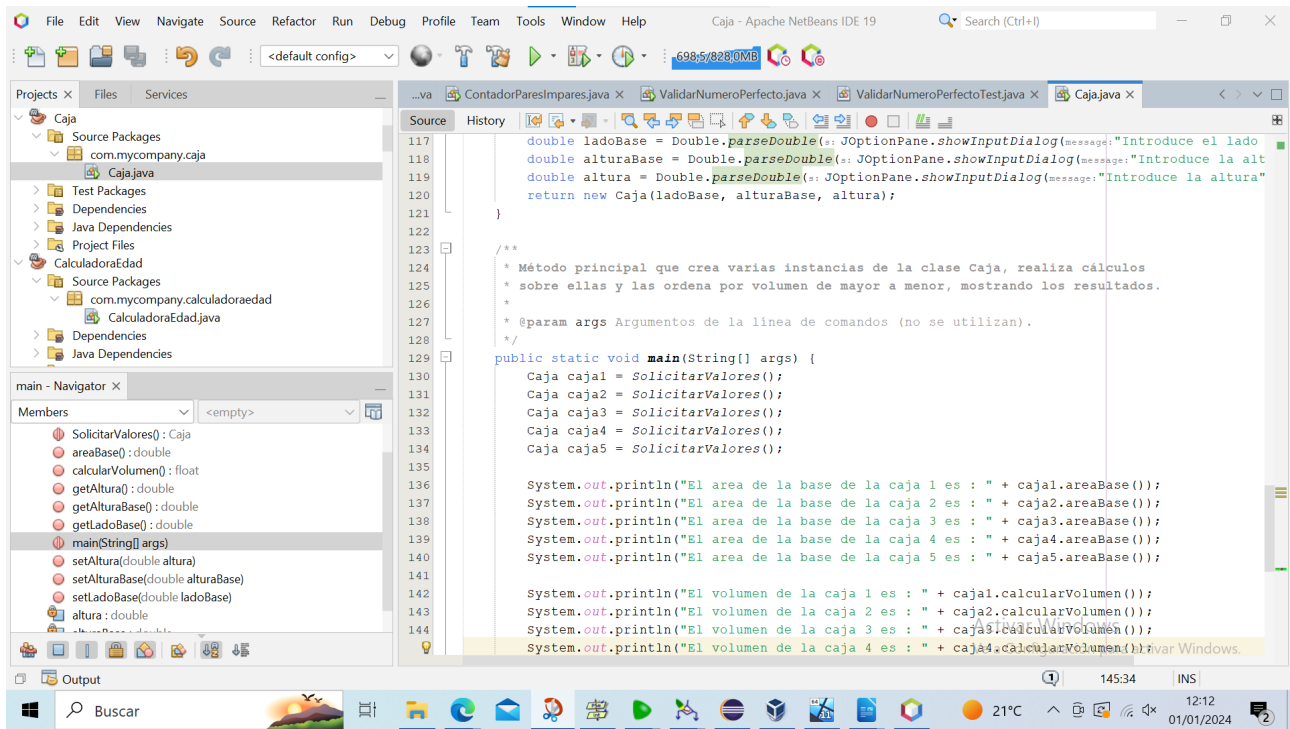 File Edit View Navigate Source Refactor Run Debug Profile Team Tools Window Help Caja - Apache NetBeans IDE 19 Search (Ctrl+I)
<default config> 698,5/828,0MB
Projects Files Services
Caja
Source Packages
com.mycompany.caja
Caja.java
Test Packages
Dependencies
Java Dependencies
Project Files
CalculadoraEdad
Source Packages
com.mycompany.calculadoraedad
CalculadoraEdad.java
Dependencies
Java Dependencies
main - Navigator
Members <empty>
SolicitarValores() : Caja
areaBase() : double
calcularVolumen() : float
getAltura() : double
getAlturaBase() : double
getLadoBase() : double
main(String[] args)
setAltura(double altura)
setAlturaBase(double alturaBase)
setLadoBase(double ladoBase)
altura : double
...va ContadorParesImpares.java ValidarNumeroPerfecto.java ValidarNumeroPerfectoTest.java Caja.java
Source History
117 double ladoBase = Double.parseDouble(s: JOptionPane.showInputDialog(message:"Introduce el lado
118 double alturaBase = Double.parseDouble(s: JOptionPane.showInputDialog(message:"Introduce la alt
119 double altura = Double.parseDouble(s: JOptionPane.showInputDialog(message:"Introduce la altura"
120 return new Caja(ladoBase, alturaBase, altura);
121 }
122
123 /**
124 * Método principal que crea varias instancias de la clase Caja, realiza cálculos
125 * sobre ellas y las ordena por volumen de mayor a menor, mostrando los resultados.
126 *
127 * @param args Argumentos de la línea de comandos (no se utilizan).
128 */
129 public static void main(String[] args) {
130 Caja caja1 = SolicitarValores();
131 Caja caja2 = SolicitarValores();
132 Caja caja3 = SolicitarValores();
133 Caja caja4 = SolicitarValores();
134 Caja caja5 = SolicitarValores();
135
136 System.out.println("El area de la base de la caja 1 es : " + caja1.areaBase());
137 System.out.println("El area de la base de la caja 2 es : " + caja2.areaBase());
138 System.out.println("El area de la base de la caja 3 es : " + caja3.areaBase());
139 System.out.println("El area de la base de la caja 4 es : " + caja4.areaBase());
140 System.out.println("El area de la base de la caja 5 es : " + caja5.areaBase());
141
142 System.out.println("El volumen de la caja 1 es : " + caja1.calcularVolumen());
143 System.out.println("El volumen de la caja 2 es : " + caja2.calcularVolumen());
144 System.out.println("El volumen de la caja 3 es : " + caja3.calcularVolumen());
System.out.println("El volumen de la caja 4 es : " + caja4.calcularVolumen());
Activar Windows
Configuración para activar Windows.
Output 1 145:34 INS
Buscar 21°C 12:12
01/01/2024 2